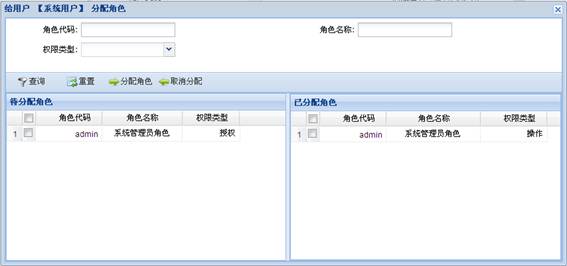 给用户 【系统用户】 分配角色
角色代码: 角色名称:
权限类型:
查询 重置 分配角色 取消分配
待分配角色
角色代码 角色名称 权限类型
1 admin 系统管理员角色 授权
已分配角色
角色代码 角色名称 权限类型
1 admin 系统管理员角色 操作